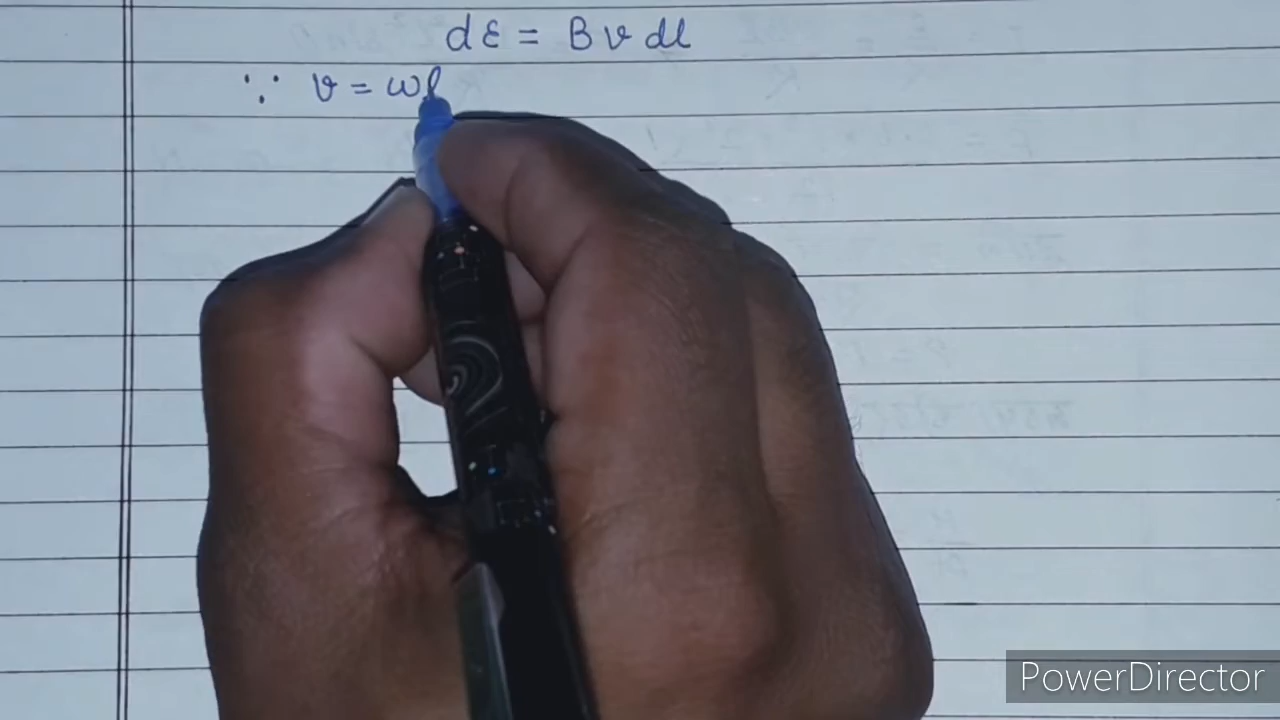 dε = B v dl
∵ v = ωl
PowerDirector